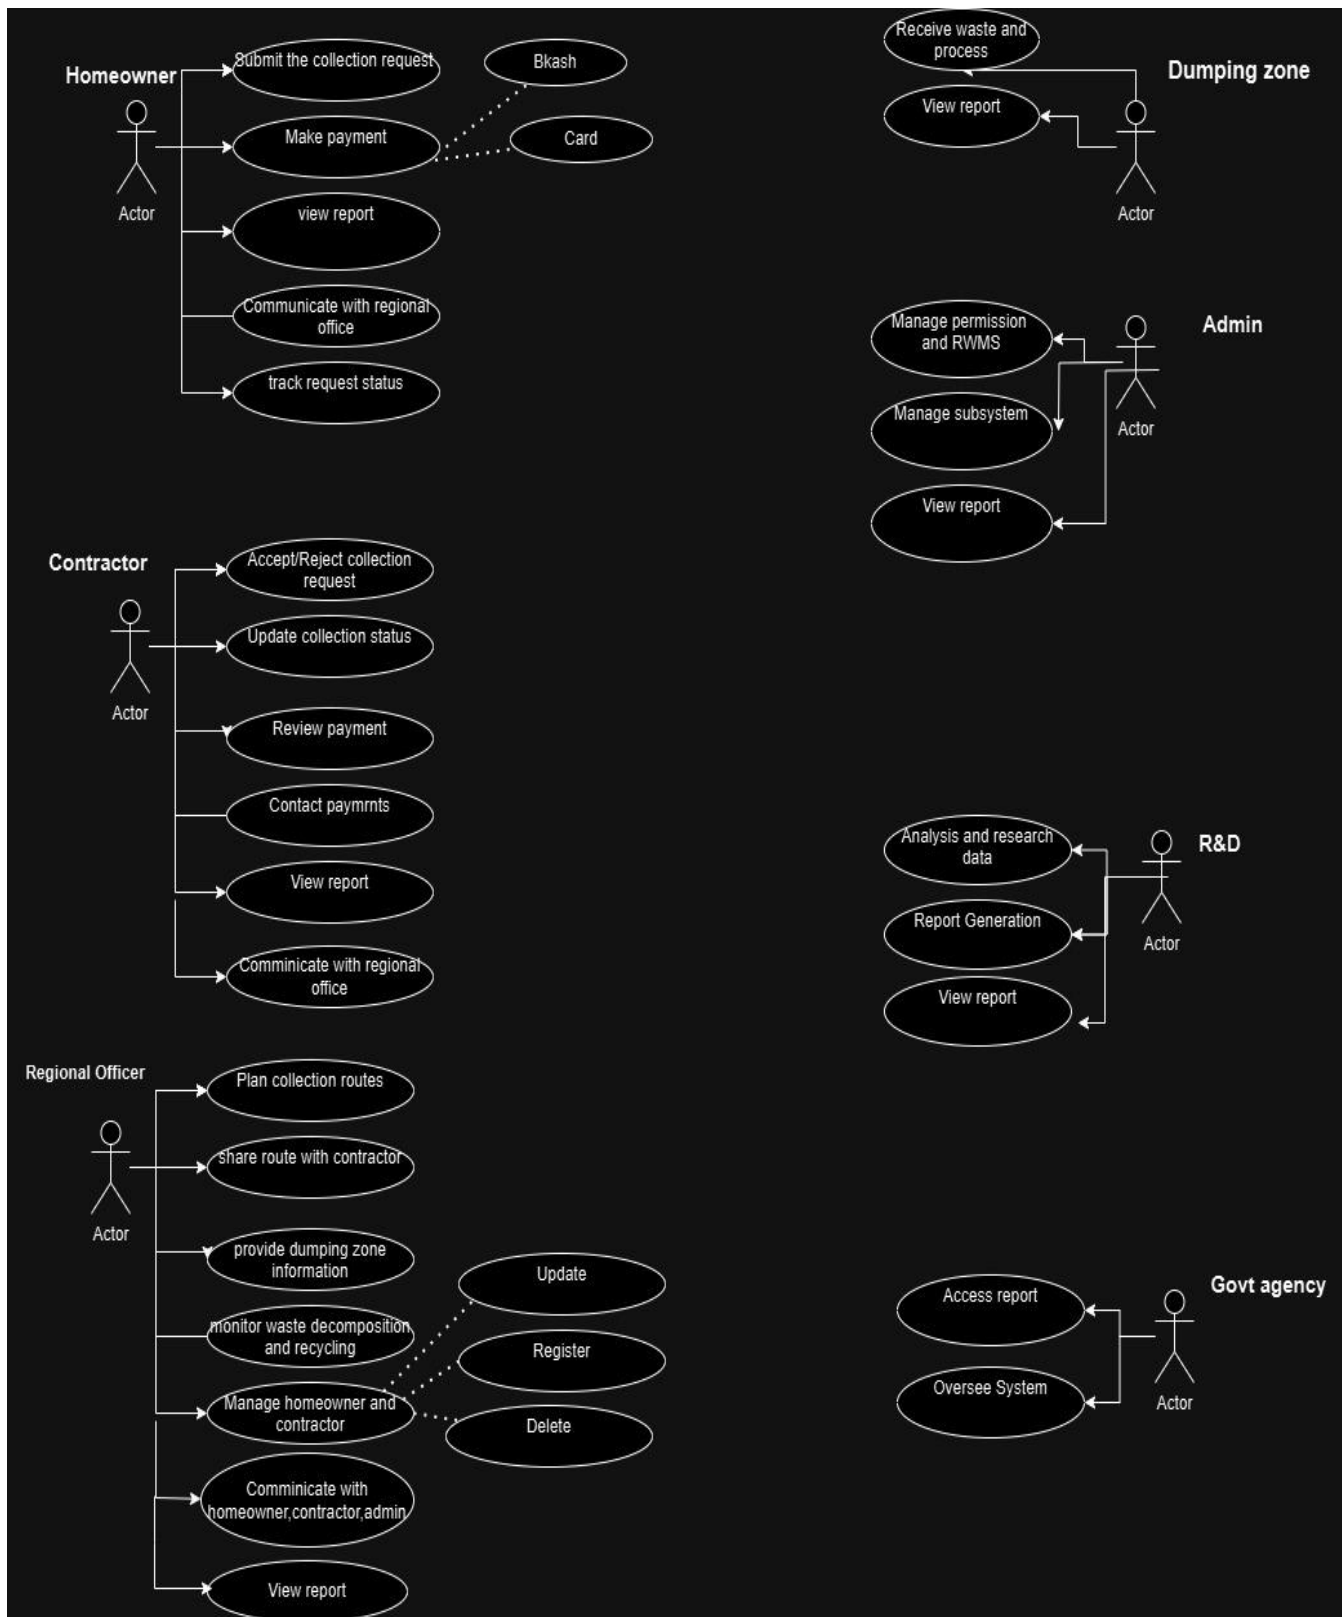 Homeowner
Actor
Submit the collection request
Make payment
Bkash
Card
view report
Communicate with regional
office
track request status
Contractor
Actor
Accept/Reject collection
request
Update collection status
Review payment
Contact paymrnts
View report
Comminicate with regional
office
Regional Officer
Actor
Plan collection routes
share route with contractor
provide dumping zone
information
monitor waste decomposition
and recycling
Manage homeowner and
contractor
Update
Register
Delete
Comminicate with
homeowner,contractor,admin
View report
Receive waste and
process
View report
Dumping zone
Actor
Manage permission
and RWMS
Manage subsystem
View report
Admin
Actor
Analysis and research
data
Report Generation
View report
R&D
Actor
Access report
Oversee System
Govt agency
Actor